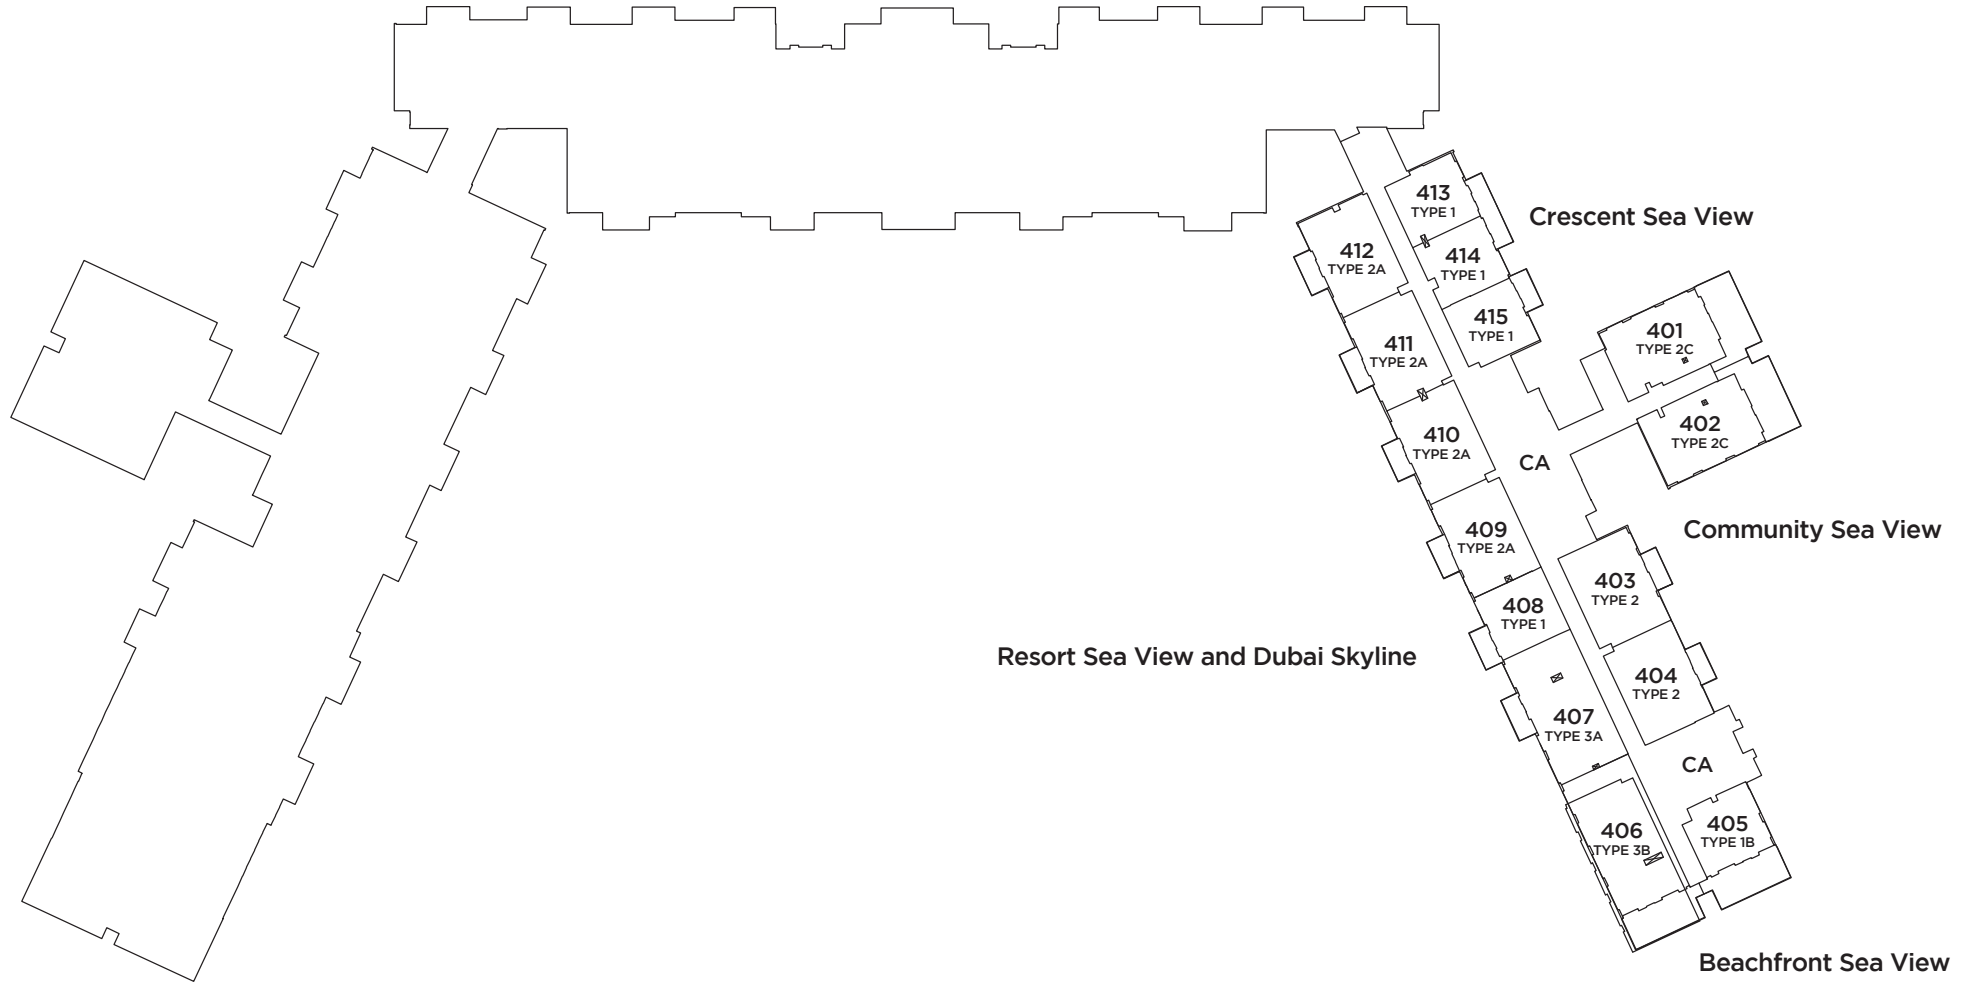 413
TYPE 1
Crescent Sea View
412
TYPE 2A
414
TYPE 1
415
TYPE 1
401
TYPE 2C
411
TYPE 2A
402
TYPE 2C
410
TYPE 2A
CA
409
TYPE 2A
Community Sea View
403
TYPE 2
408
TYPE 1
Resort Sea View and Dubai Skyline
404
TYPE 2
407
TYPE 3A
CA
406
TYPE 3B
405
TYPE 1B
Beachfront Sea View